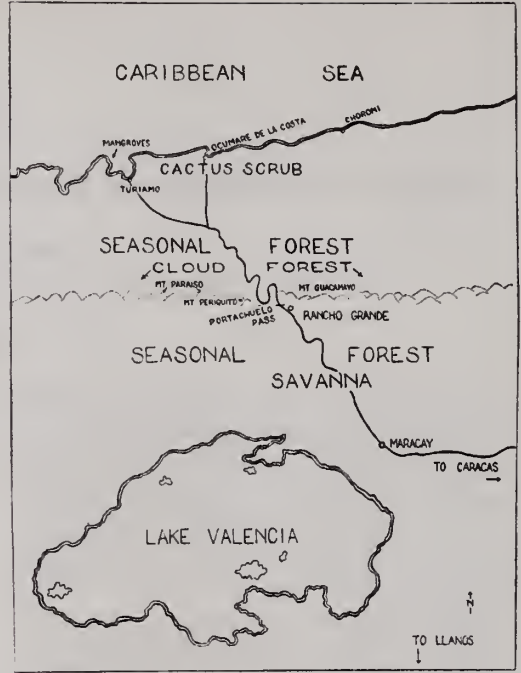 CARIBBEAN SEA
CHOROMI
OCUMARE DE LA COSTA
MANGROVES
CACTUS SCRUB
TURIAMO
SEASONAL FOREST
CLOUD FOREST
MT PARAISO
MT GUACAMAYO
MT PERIQUITO
PORTACHUELO
PASS
RANCHO GRANDE
SEASONAL FOREST
SAVANNA
MARACAY
TO CARACAS
LAKE VALENCIA
N
TO LLANOS